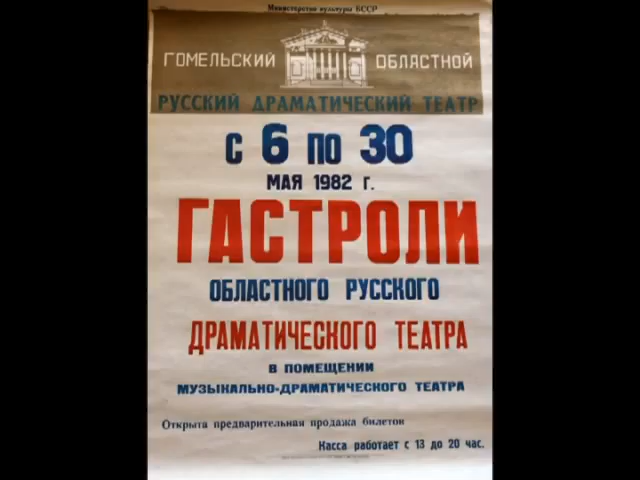 Министерство культуры БССР
ГОМЕЛЬСКИЙ ОБЛАСТНОЙ
РУССКИЙ ДРАМАТИЧЕСКИЙ ТЕАТР
С 6 ПО 30
МАЯ 1982 г.
ГАСТРОЛИ
ОБЛАСТНОГО РУССКОГО
ДРАМАТИЧЕСКОГО ТЕАТРА
В ПОМЕЩЕНИИ
МУЗЫКАЛЬНО-ДРАМАТИЧЕСКОГО ТЕАТРА
Открыта предварительная продажа билетов
Касса работает с 13 до 20 час.